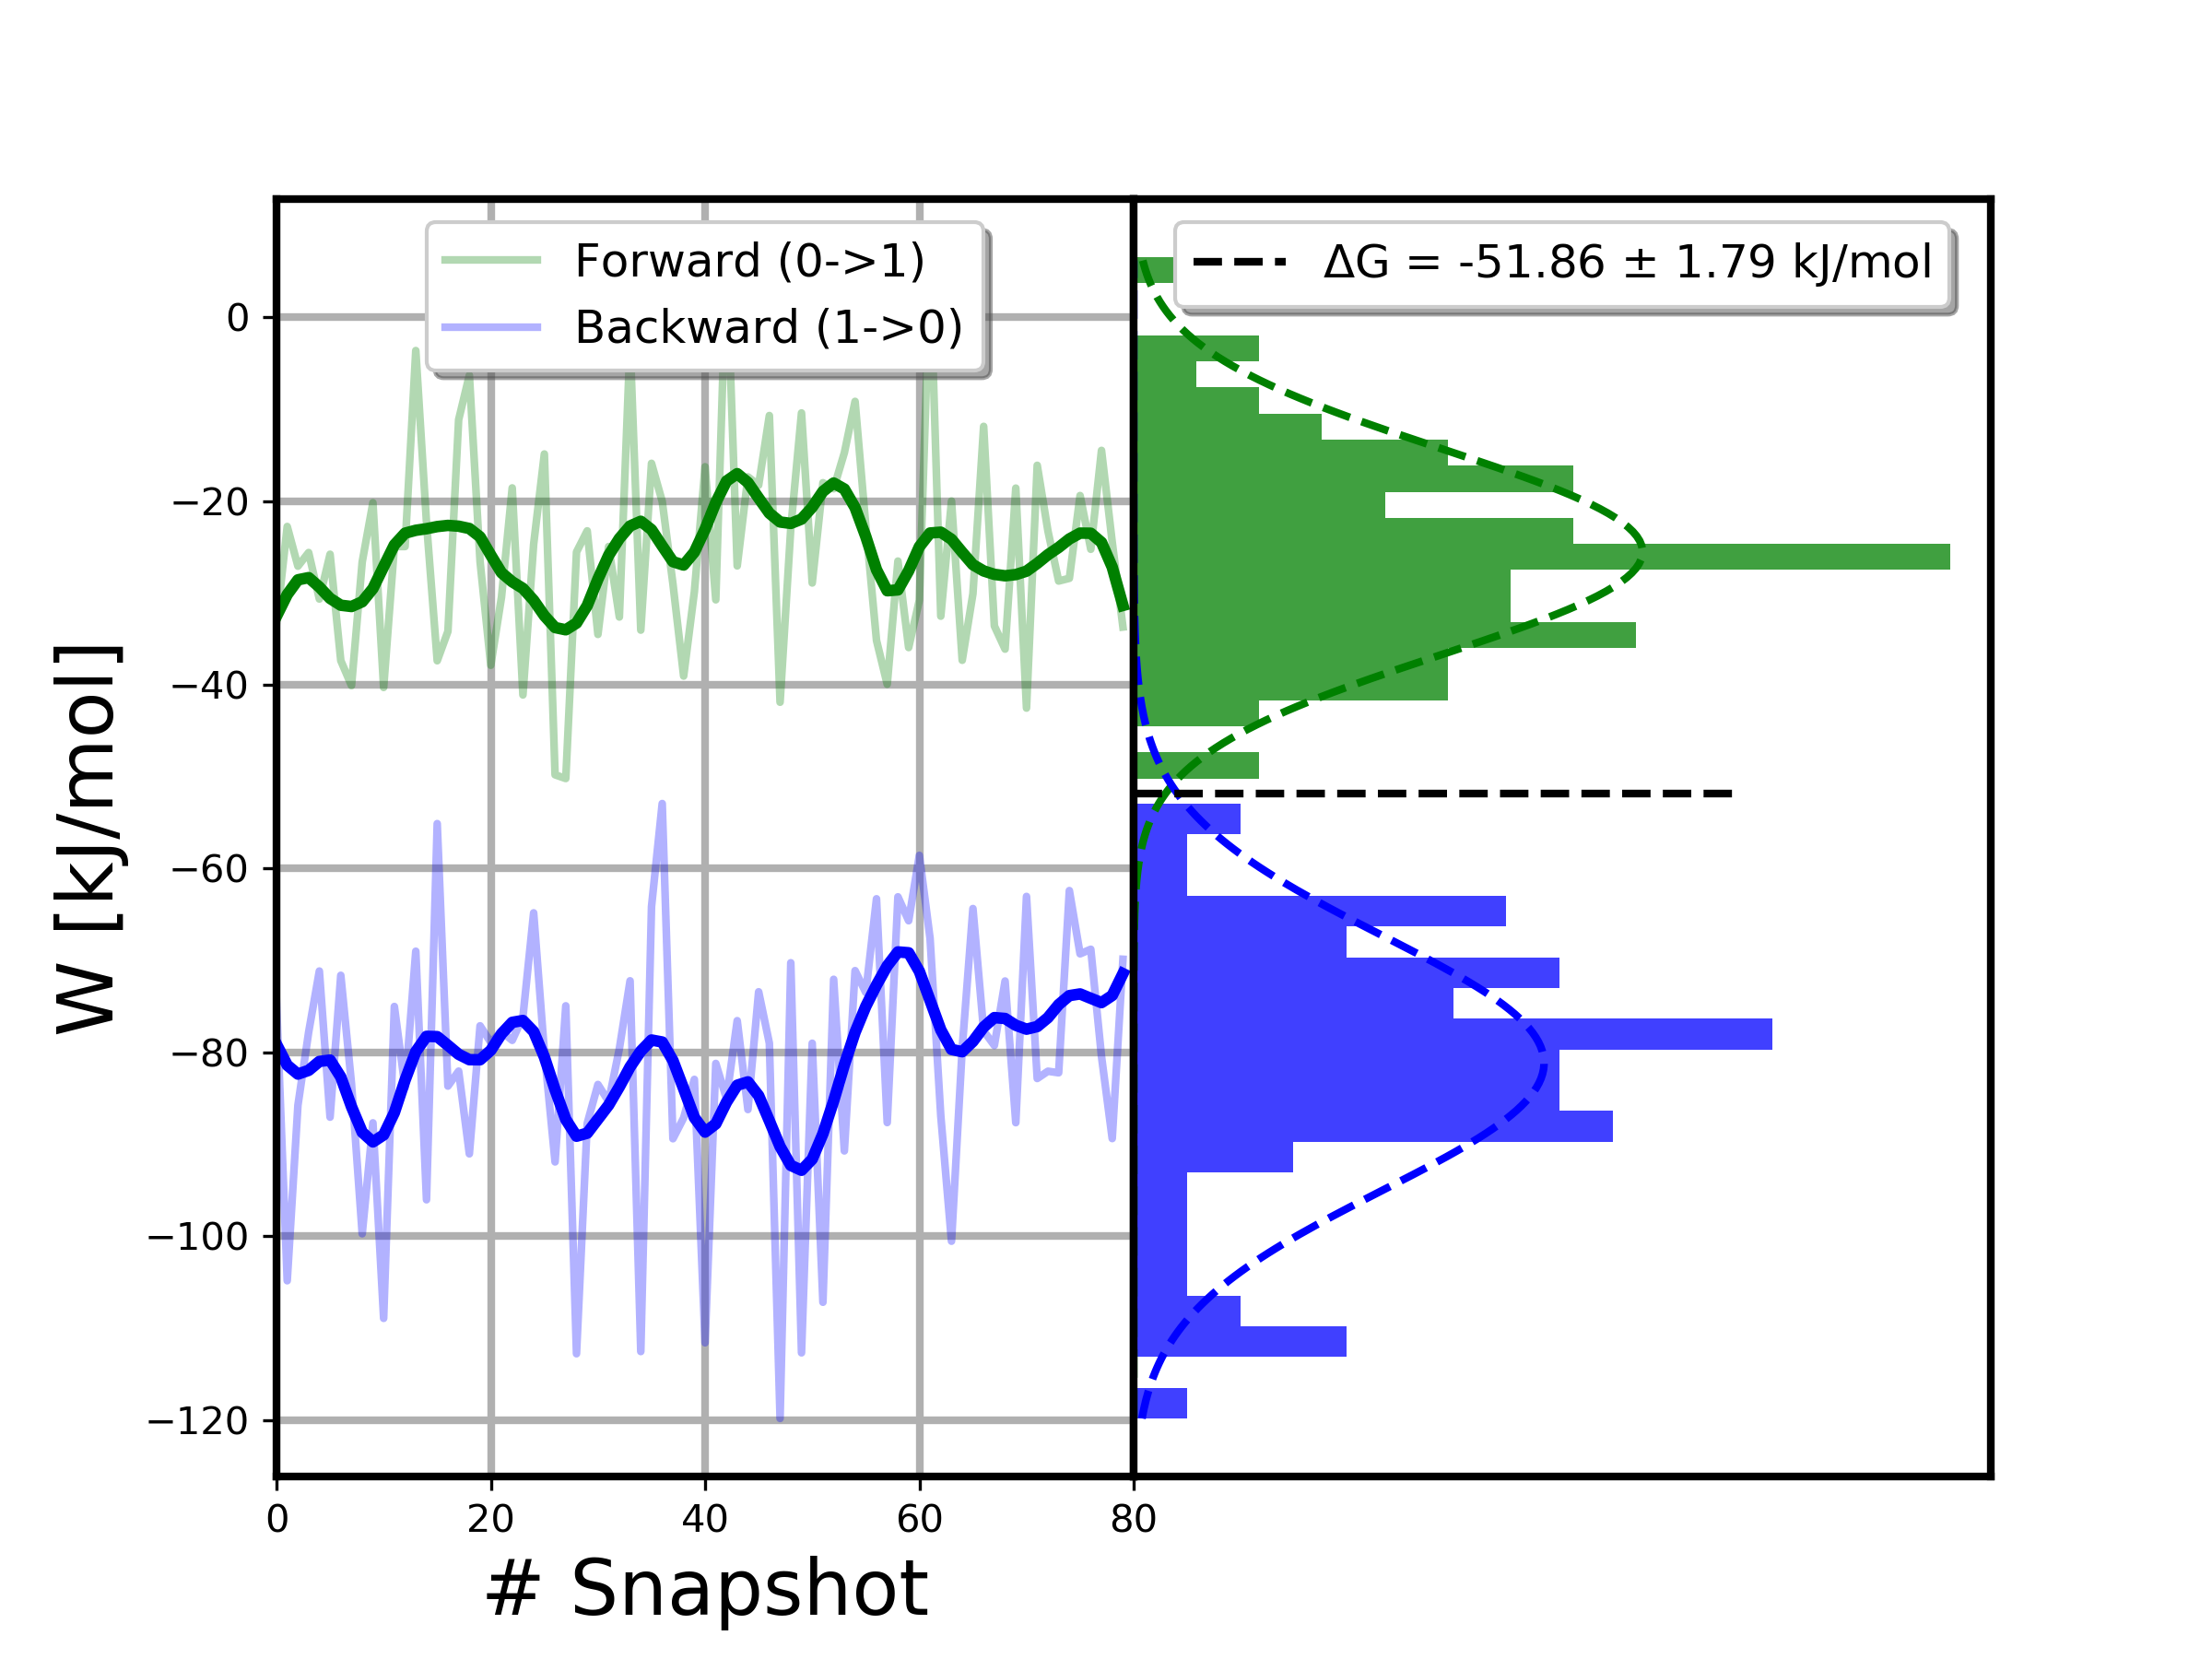 Forward (0->1)
Backward (1->0)
ΔG = -51.86 ± 1.79 kJ/mol
W [kJ/mol]
0
−20
−40
−60
−80
−100
−120
0 20 40 60 80
# Snapshot